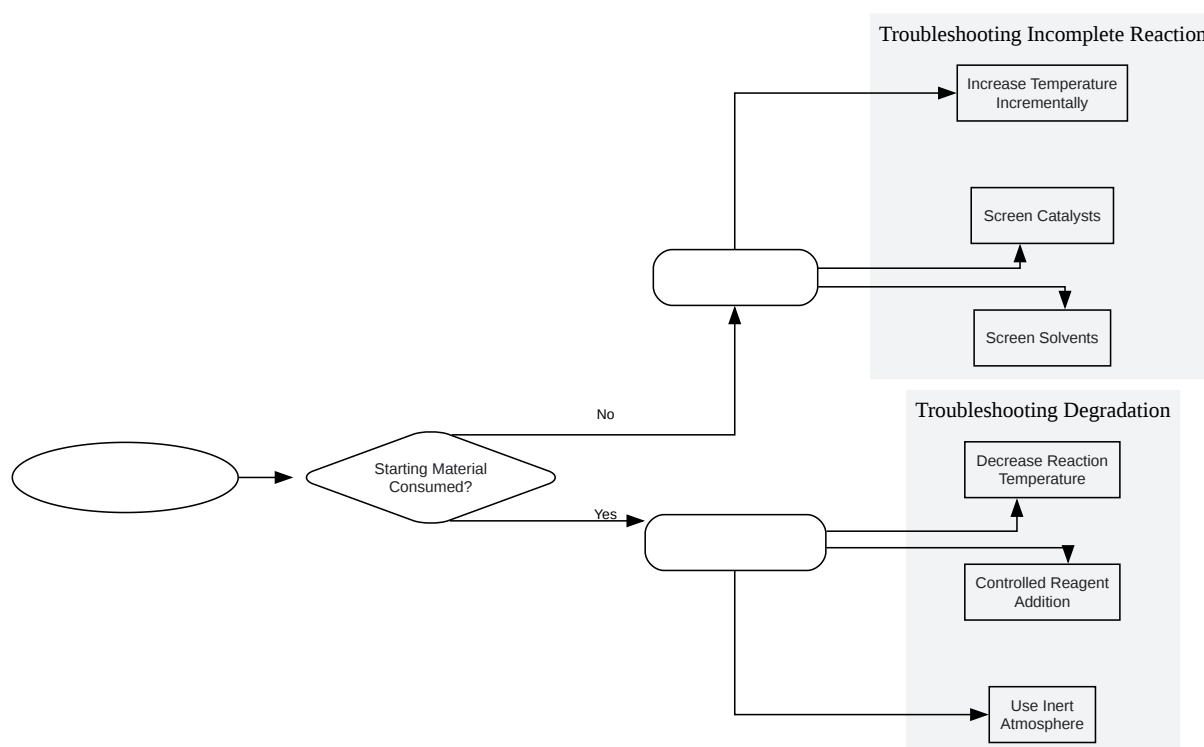 Troubleshooting Incomplete Reaction
Increase Temperature
Incrementally
Screen Catalysts
Screen Solvents
No
Starting Material
Consumed?
Yes
Troubleshooting Degradation
Decrease Reaction
Temperature
Controlled Reagent
Addition
Use Inert
Atmosphere